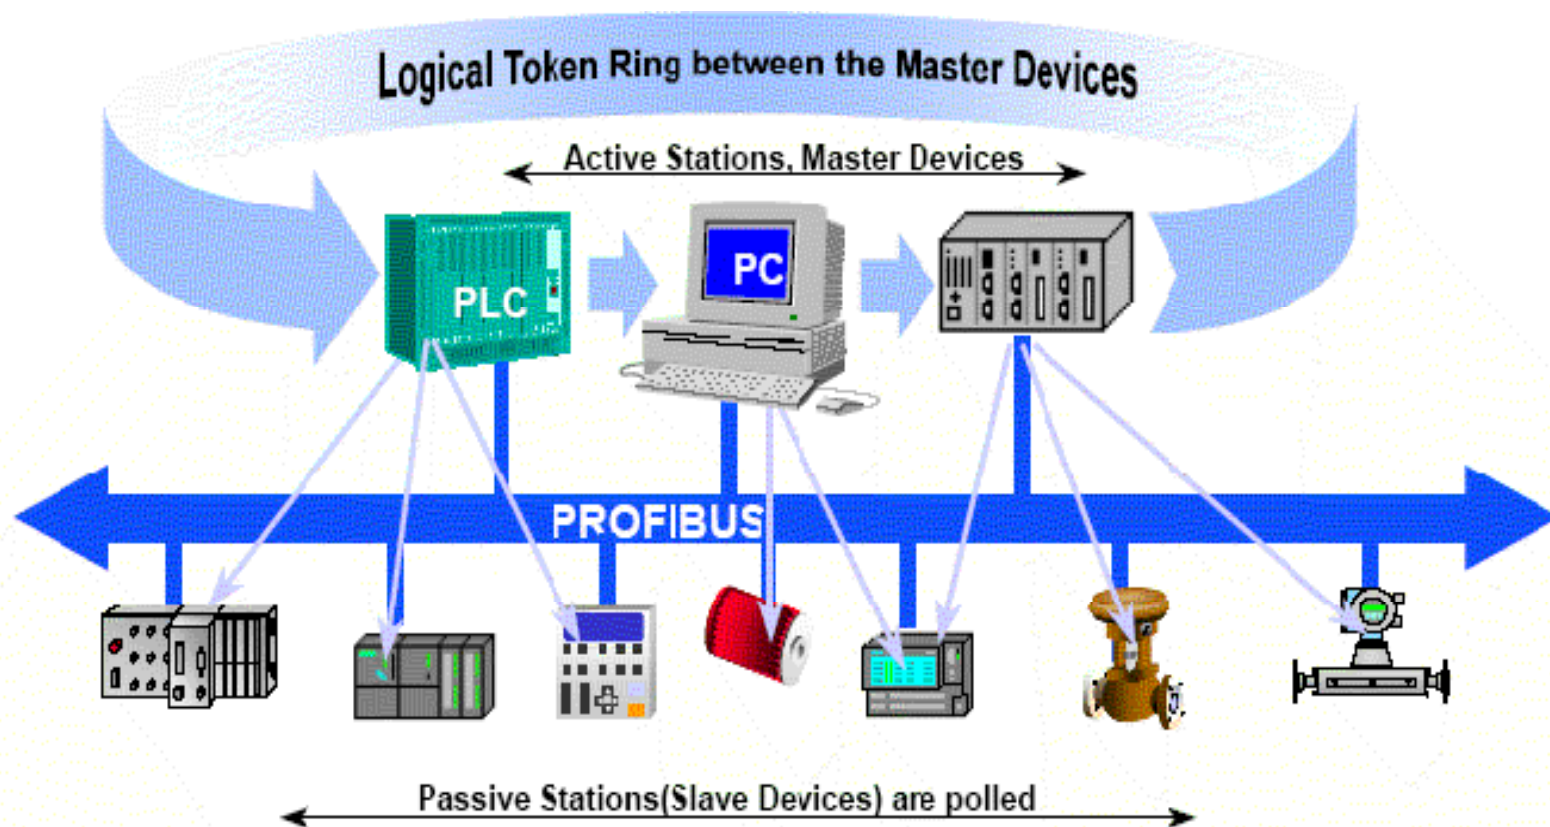 Logical Token Ring between the Master Devices
Active Stations, Master Devices
PLC
PC
PROFIBUS
Passive Stations(Slave Devices) are polled